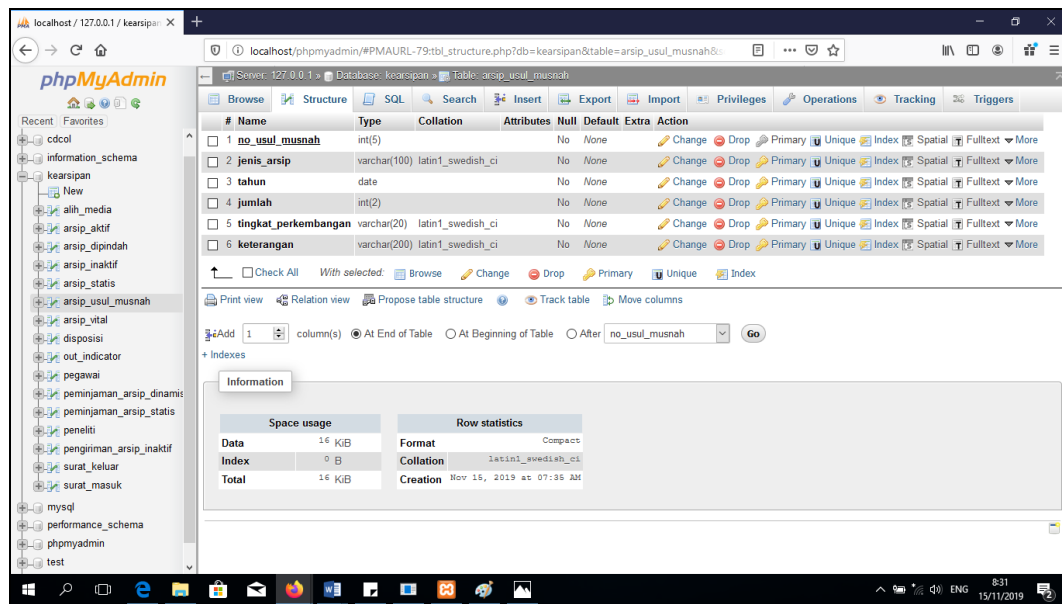 localhost / 127.0.0.1 / kearsipan
localhost/phpmyadmin/#PMAURL-79:tbl_structure.php?db=kearsipan&table=arsip_usul_musnah&
phpMyAdmin
Recent Favorites
cdcol
information_schema
kearsipan
New
alih_media
arsip_aktif
arsip_dipindah
arsip_inaktif
arsip_statis
arsip_usul_musnah
arsip_vital
disposisi
out_indicator
pegawai
peminjaman_arsip_dinamis
peminjaman_arsip_statis
peneliti
pengiriman_arsip_inaktif
surat_keluar
surat_masuk
mysql
performance_schema
phpmyadmin
test
Server: 127.0.0.1 » Database: kearsipan » Table: arsip_usul_musnah
Browse Structure SQL Search Insert Export Import Privileges Operations Tracking Triggers
# Name Type Collation Attributes Null Default Extra Action
1 no_usul_musnah int(5) No None Change Drop Primary Unique Index Spatial Fulltext More
2 jenis_arsip varchar(100) latin1_swedish_ci No None Change Drop Primary Unique Index Spatial Fulltext More
3 tahun date No None Change Drop Primary Unique Index Spatial Fulltext More
4 jumlah int(2) No None Change Drop Primary Unique Index Spatial Fulltext More
5 tingkat_perkembangan varchar(20) latin1_swedish_ci No None Change Drop Primary Unique Index Spatial Fulltext More
6 keterangan varchar(200) latin1_swedish_ci No None Change Drop Primary Unique Index Spatial Fulltext More
Check All With selected: Browse Change Drop Primary Unique Index
Print view Relation view Propose table structure Track table Move columns
Add 1 column(s) At End of Table At Beginning of Table After no_usul_musnah Go
+ Indexes
Information
Space usage
Data 16 KiB
Index 0 B
Total 16 KiB
Row statistics
Format Compact
Collation latin1_swedish_ci
Creation Nov 15, 2019 at 07:35 AM
ENG
8:31
15/11/2019